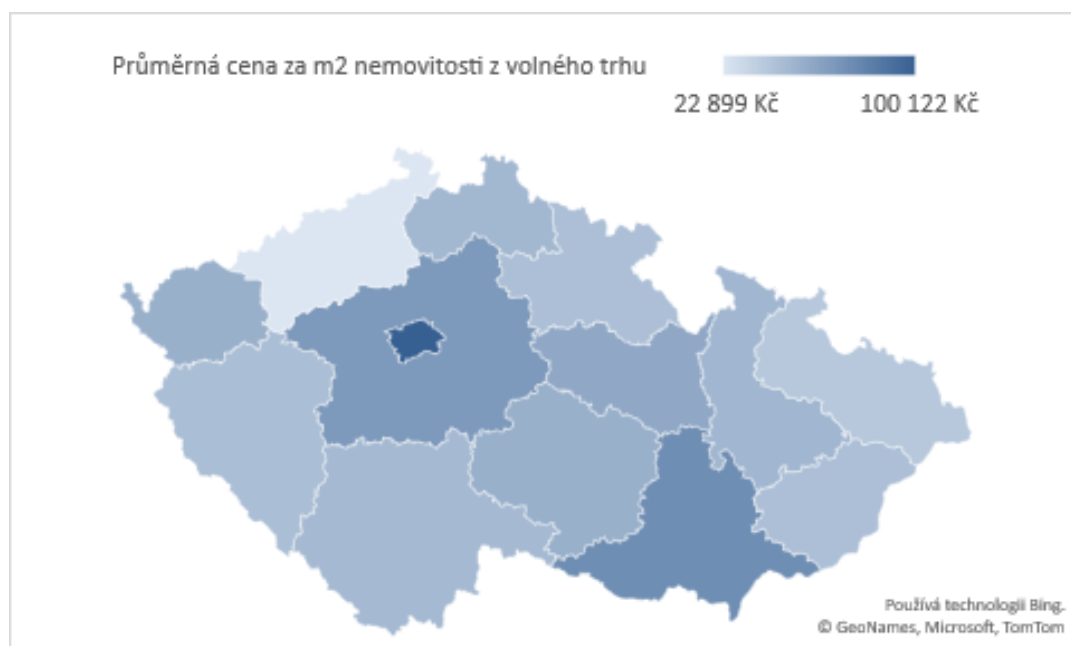 Průměrná cena za m2 nemovitosti z volného trhu
22 899 Kč 100 122 Kč
Používá technologii Bing.
© GeoNames, Microsoft, TomTom